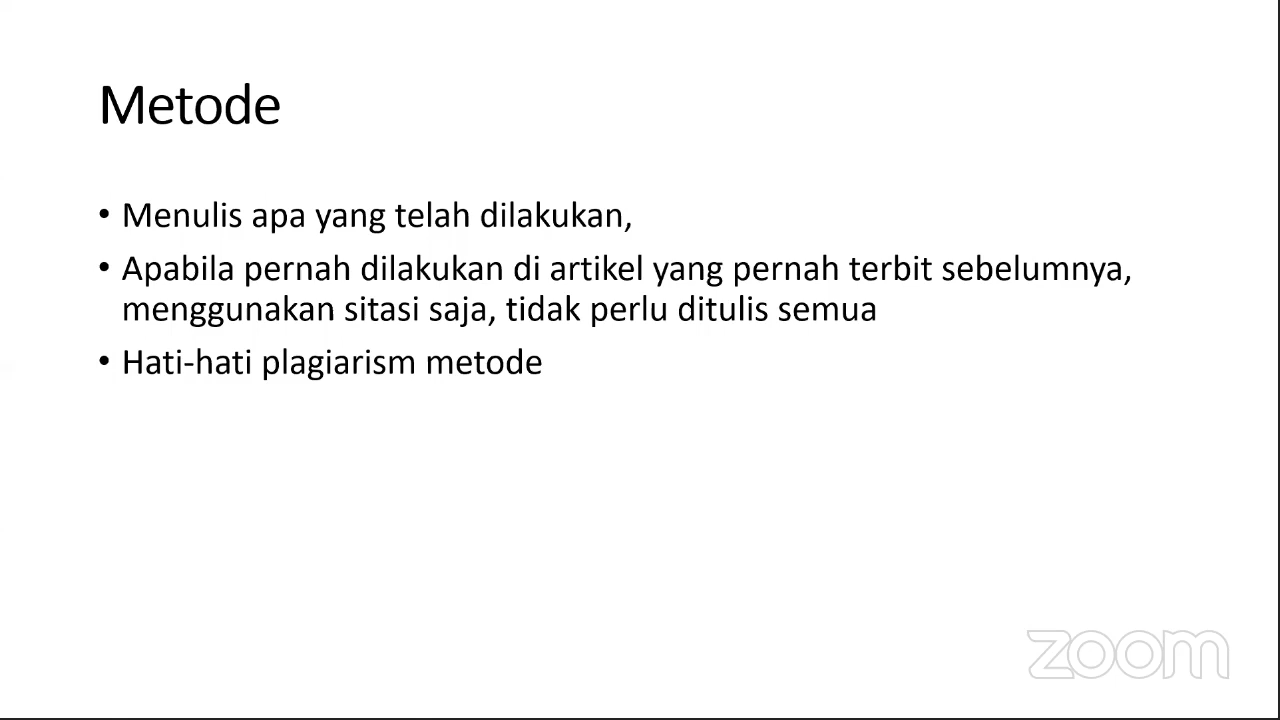 Metode
• Menulis apa yang telah dilakukan,
• Apabila pernah dilakukan di artikel yang pernah terbit sebelumnya,
menggunakan sitasi saja, tidak perlu ditulis semua
• Hati-hati plagiarism metode
zoom